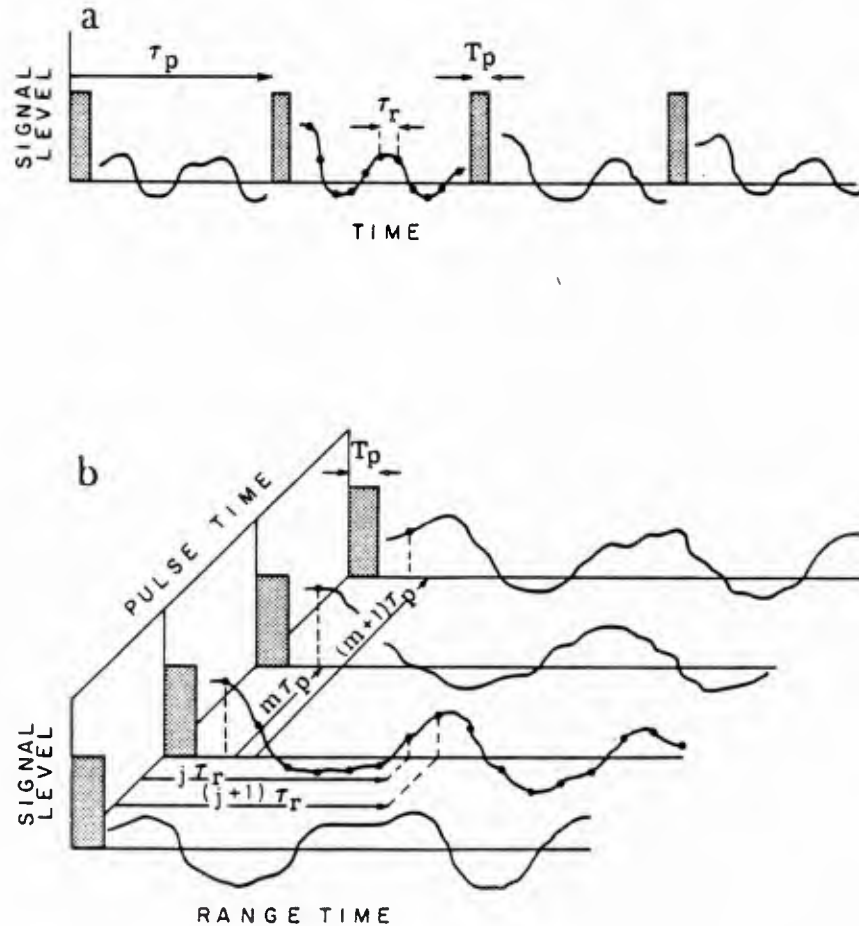 a
τp
Tp
τr
SIGNAL
LEVEL
TIME
b
Tp
PULSE TIME
(m+1)τp
mτp
jτr
(j+1)τr
SIGNAL
LEVEL
RANGE TIME